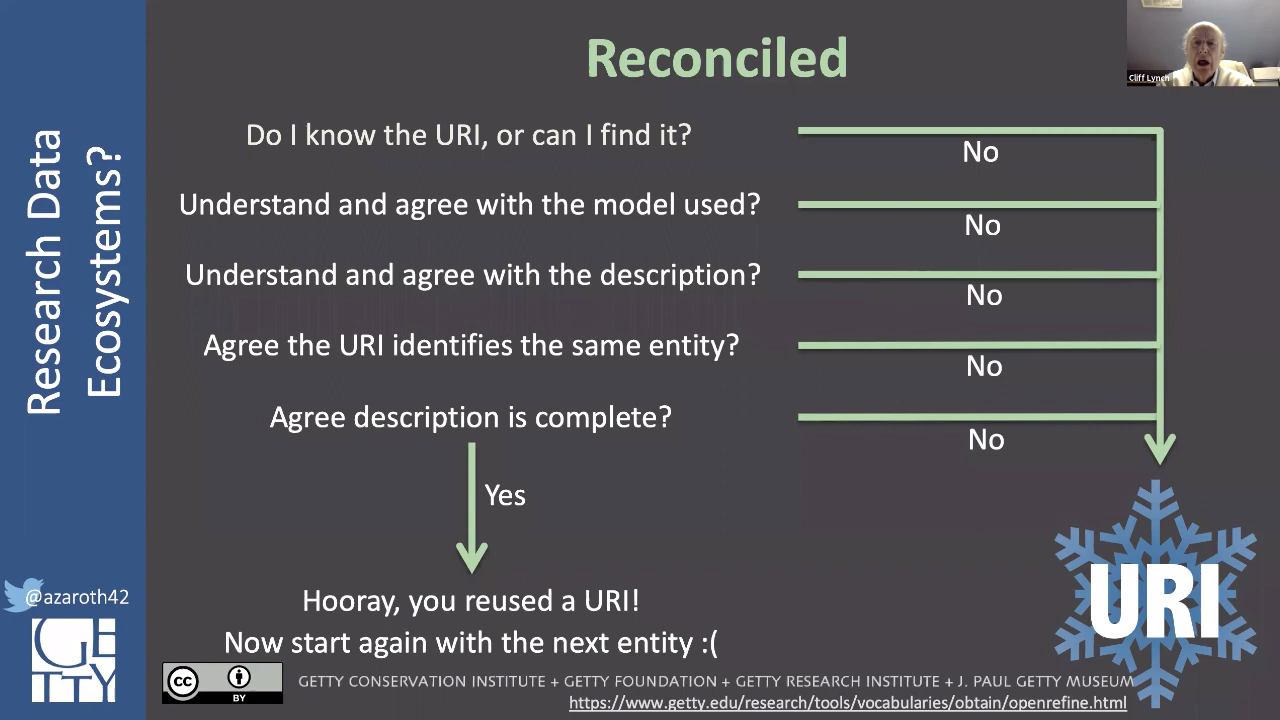 Reconciled
Cliff Lynch
Research Data
Ecosystems?
Do I know the URI, or can I find it?
No
Understand and agree with the model used?
No
Understand and agree with the description?
No
Agree the URI identifies the same entity?
No
Agree description is complete?
No
Yes
Hooray, you reused a URI!
Now start again with the next entity :(
URI
@azaroth42
GETTY
CC
BY
GETTY CONSERVATION INSTITUTE + GETTY FOUNDATION + GETTY RESEARCH INSTITUTE + J. PAUL GETTY MUSEUM
https://www.getty.edu/research/tools/vocabularies/obtain/openrefine.html